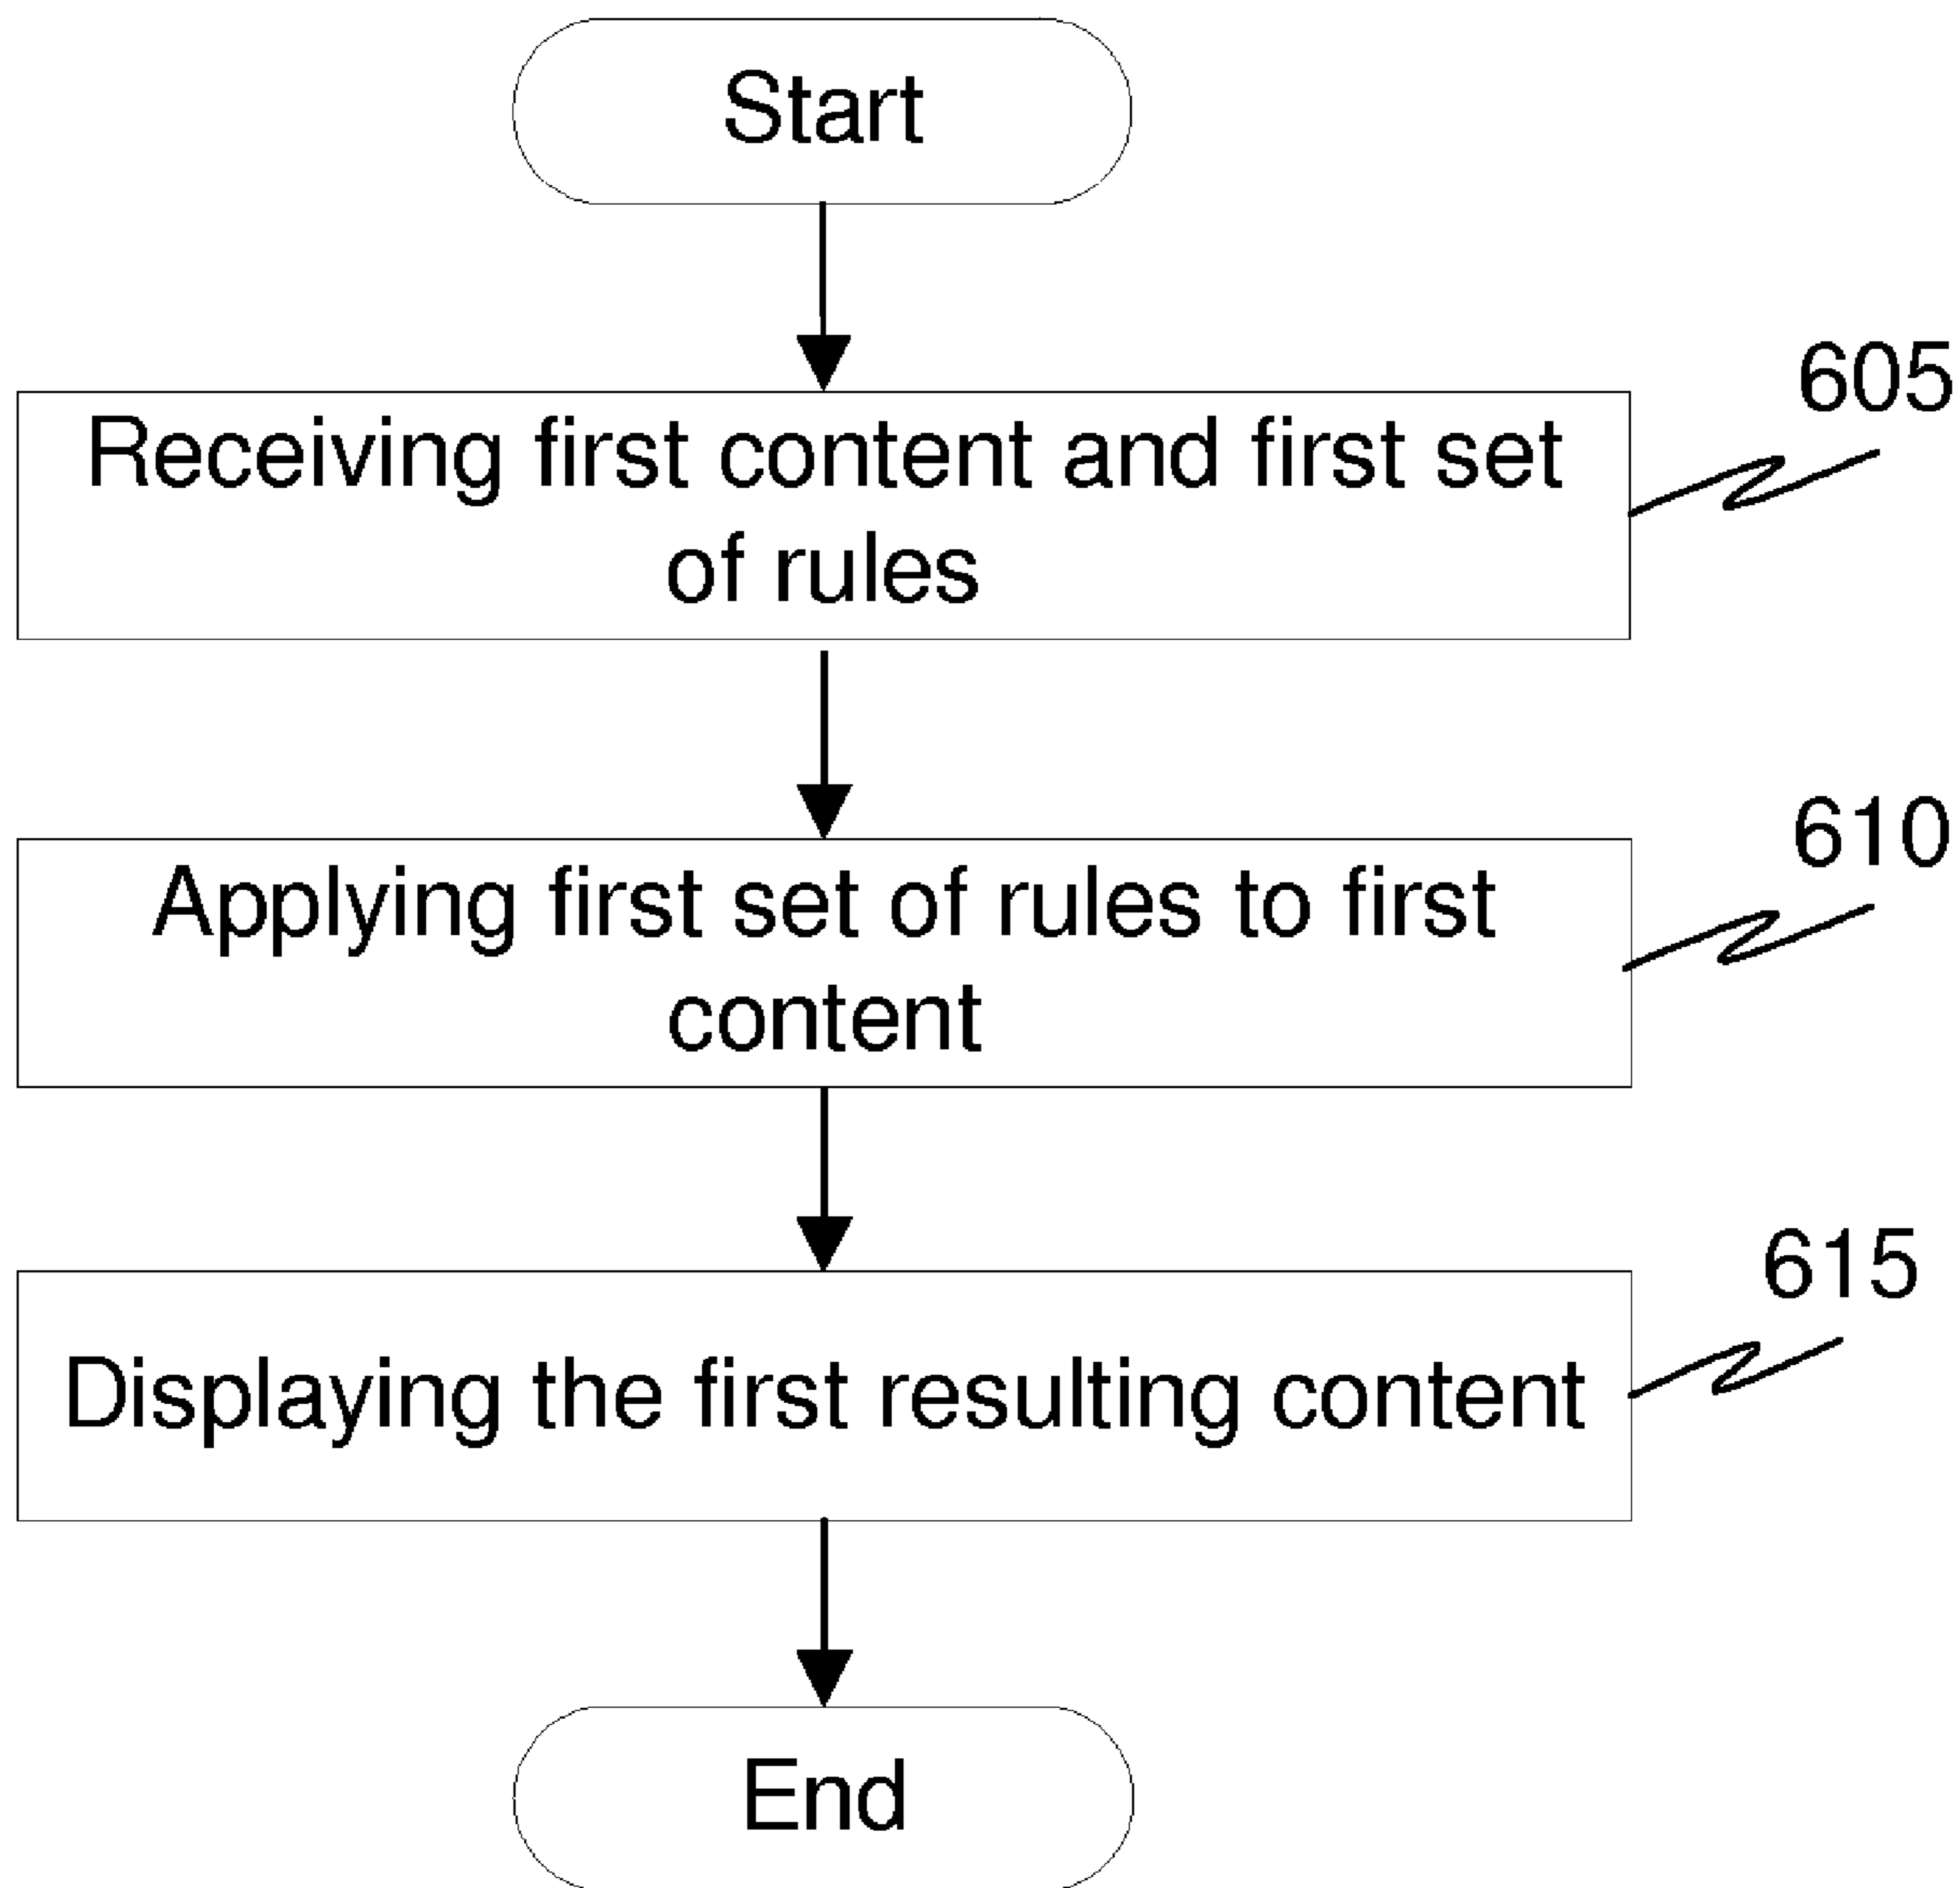 Start
605
Receiving first content and first set
of rules
610
Applying first set of rules to first
content
615
Displaying the first resulting content
End